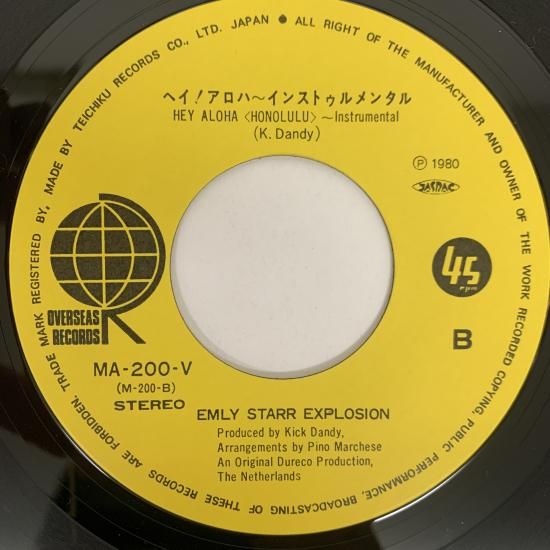 TRADE MARK REGISTERED BY, MADE BY TEICHIKU RECORDS CO., LTD. JAPAN ● ALL RIGHT OF THE MANUFACTURER AND OWNER OF THE WORK RECORDED COPYING, PUBLIC PERFORMANCE, BROADCASTING OF THESE RECORDS ARE FORBIDDEN.
ヘイ!アロハ~インストゥルメンタル
HEY ALOHA <HONOLULU> ~Instrumental
(K. Dandy)
Ⓟ 1980
JASRAC
45
rpm
B
OVERSEAS
RECORDS
MA-200-V
(M-200-B)
STEREO
EMLY STARR EXPLOSION
Produced by Kick Dandy,
Arrangements by Pino Marchese
An Original Dureco Production,
The Netherlands